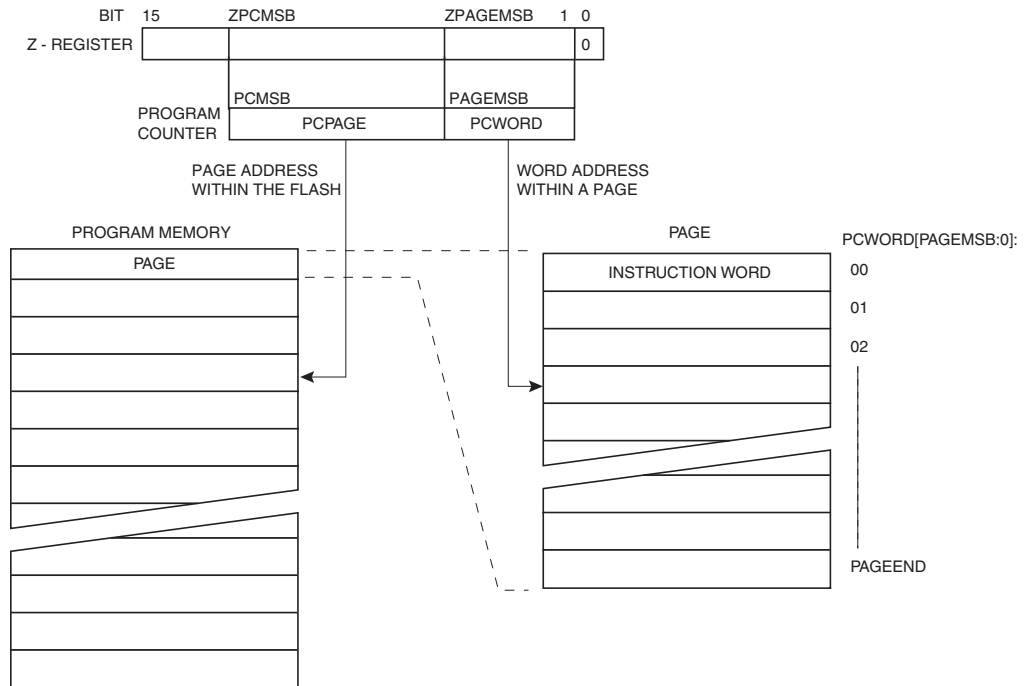 BIT 15 ZPCMSB ZPAGEMSB 1 0
Z - REGISTER 0
PCMSB PAGEMSB
PROGRAM
COUNTER
PCPAGE PCWORD
PAGE ADDRESS
WITHIN THE FLASH
WORD ADDRESS
WITHIN A PAGE
PROGRAM MEMORY
PAGE
PAGE
INSTRUCTION WORD
PCWORD[PAGEMSB:0]:
00
01
02
PAGEEND